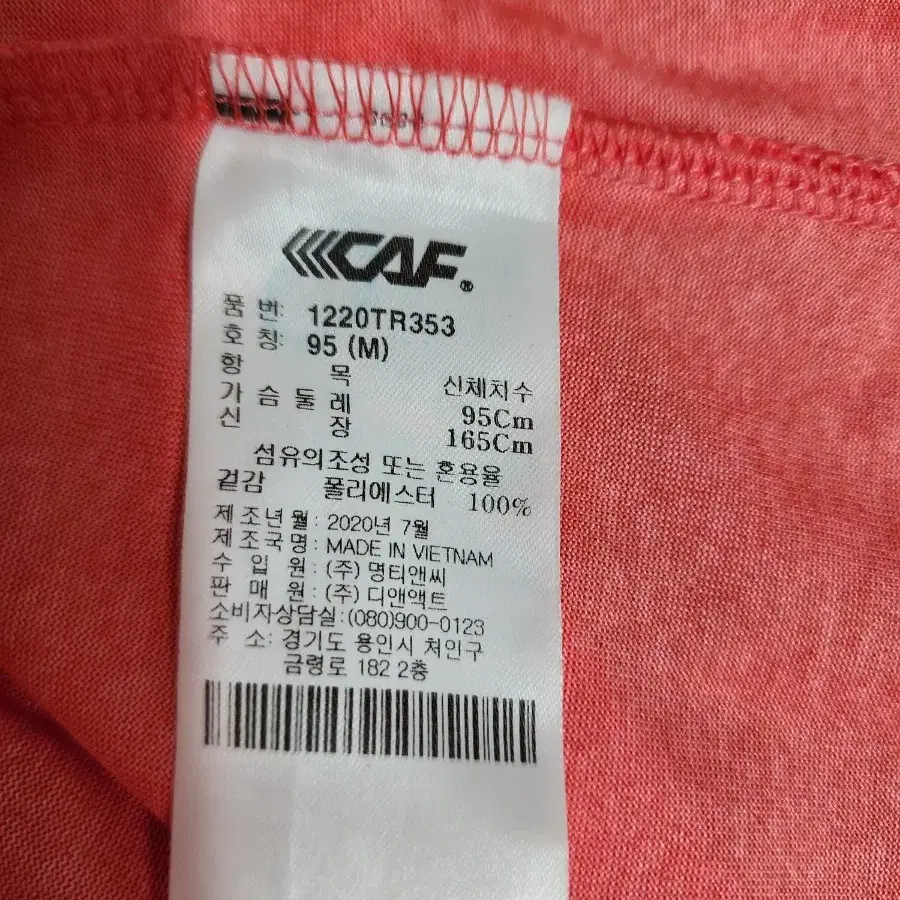 CAF®
품 번: 1220TR353
호 칭: 95 (M)
항 목 신체치수
가 슴 둘 레 95Cm
신 장 165Cm
섬유의조성 또는 혼용율
겉감 폴리에스터 100%
제조년월: 2020년 7월
제조국명: MADE IN VIETNAM
수 입 원: (주) 명티앤씨
판 매 원: (주) 디앤액트
소비자상담실:(080)900-0123
주 소: 경기도 용인시 처인구
금령로 182 2층